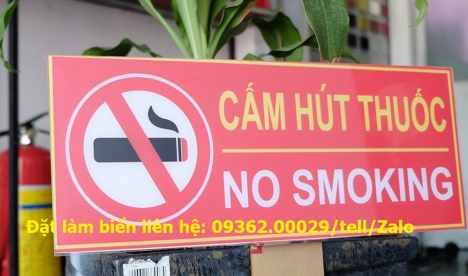 CẤM HÚT THUỐC
NO SMOKING
Đặt làm biển liên hệ: 09362.00029/tell/Zalo